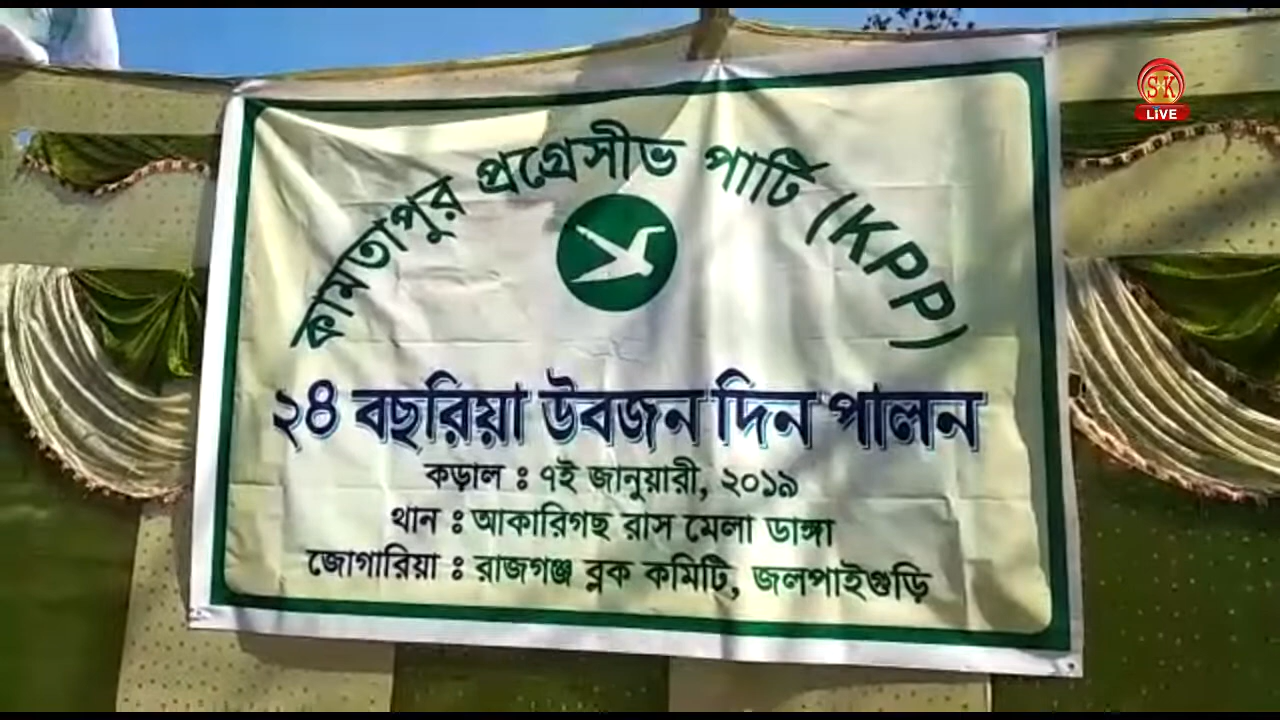 কামতাপুর প্রগ্রেসীভ পার্টি (KPP)
২৪ বছরিয়া উবজন দিন পালন
কড়াল : ৭ই জানুয়ারী, ২০১৯
থান : আকারিগছ রাস মেলা ডাঙ্গা
জোগারিয়া : রাজগঞ্জ ব্লক কমিটি, জলপাইগুড়ি
SK
LIVE